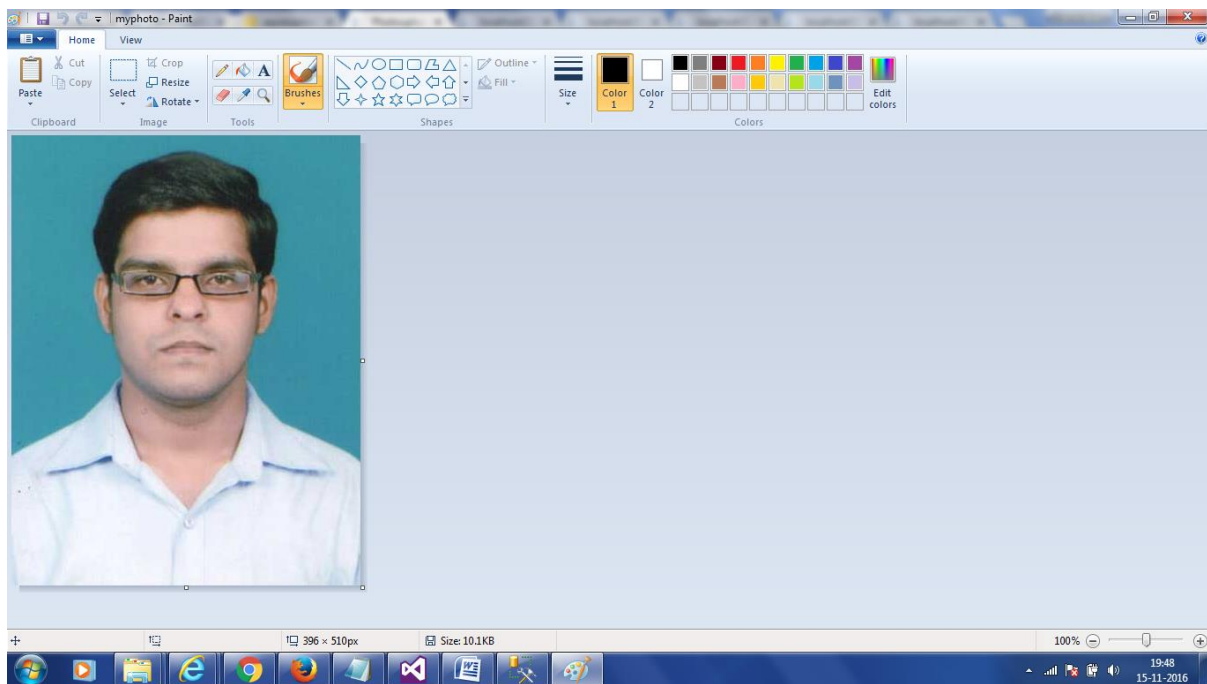 myphoto - Paint
Home View
Paste
Cut
Copy
Clipboard
Select
Crop
Resize
Rotate
Image
A
Tools
Brushes
Outline
Fill
Shapes
Size
Color 1
Color 2
Edit colors
Colors
396 × 510px
Size: 10.1KB
100%
19:48
15-11-2016